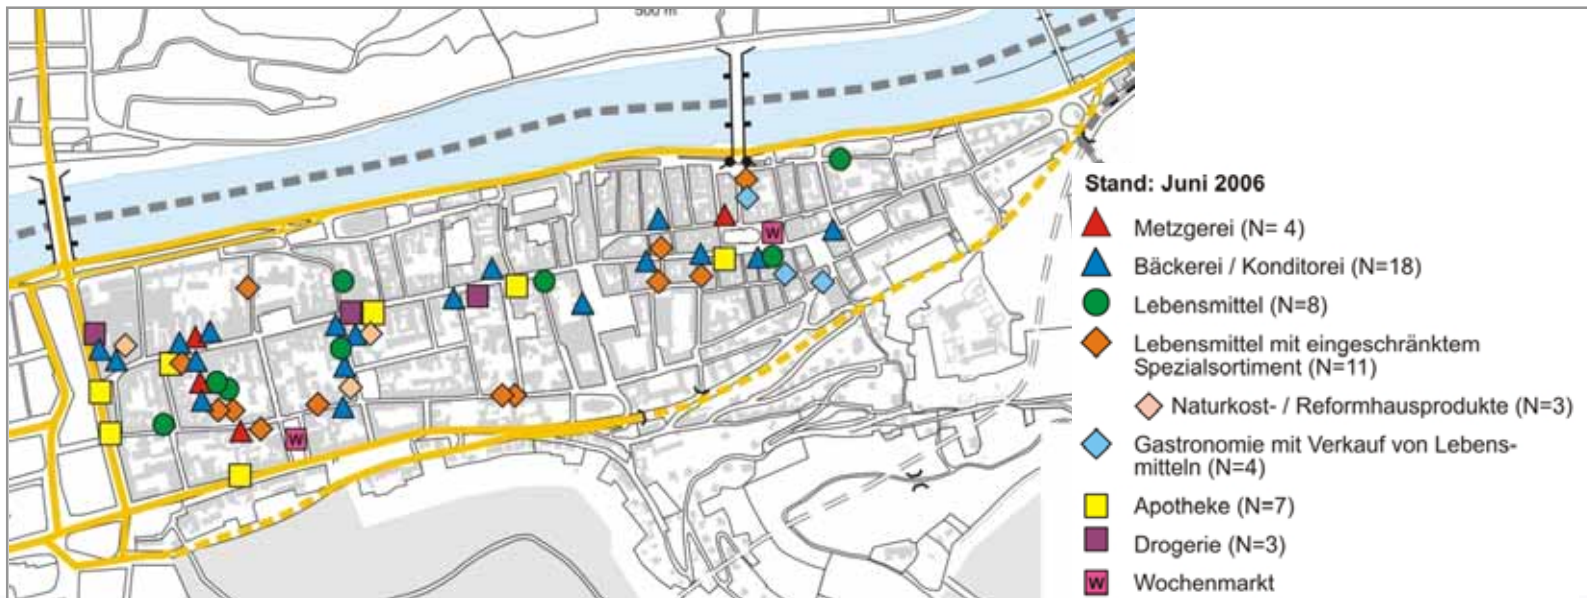 500 m
W
W
Stand: Juni 2006
Metzgerei (N= 4)
Bäckerei / Konditorei (N=18)
Lebensmittel (N=8)
Lebensmittel mit eingeschränktem
Spezialsortiment (N=11)
Naturkost- / Reformhausprodukte (N=3)
Gastronomie mit Verkauf von Lebens-
mitteln (N=4)
Apotheke (N=7)
Drogerie (N=3)
W Wochenmarkt